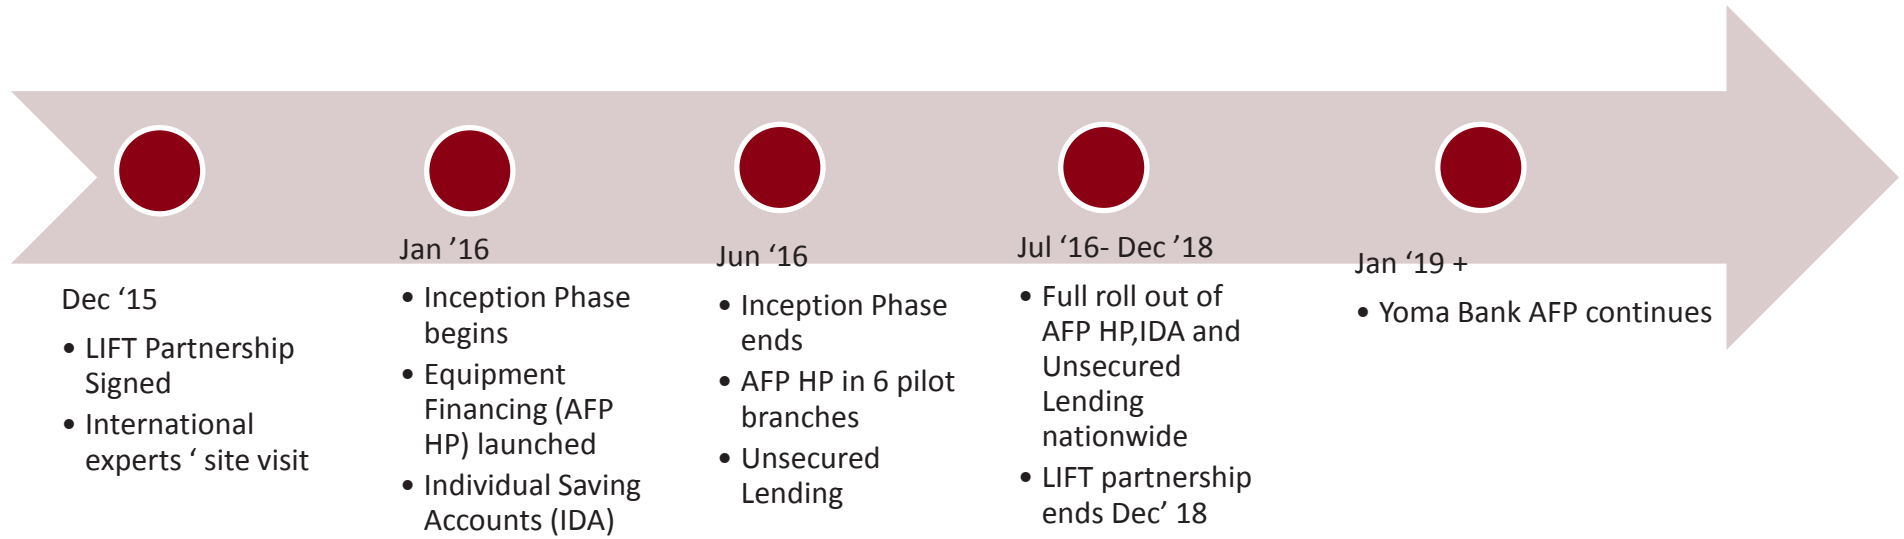 Dec ‘15
• LIFT Partnership
Signed
• International
experts ‘ site visit
Jan ’16
• Inception Phase
begins
• Equipment
Financing (AFP
HP) launched
• Individual Saving
Accounts (IDA)
Jun ‘16
• Inception Phase
ends
• AFP HP in 6 pilot
branches
• Unsecured
Lending
Jul ‘16- Dec ’18
• Full roll out of
AFP HP,IDA and
Unsecured
Lending
nationwide
• LIFT partnership
ends Dec’ 18
Jan ‘19 +
• Yoma Bank AFP continues